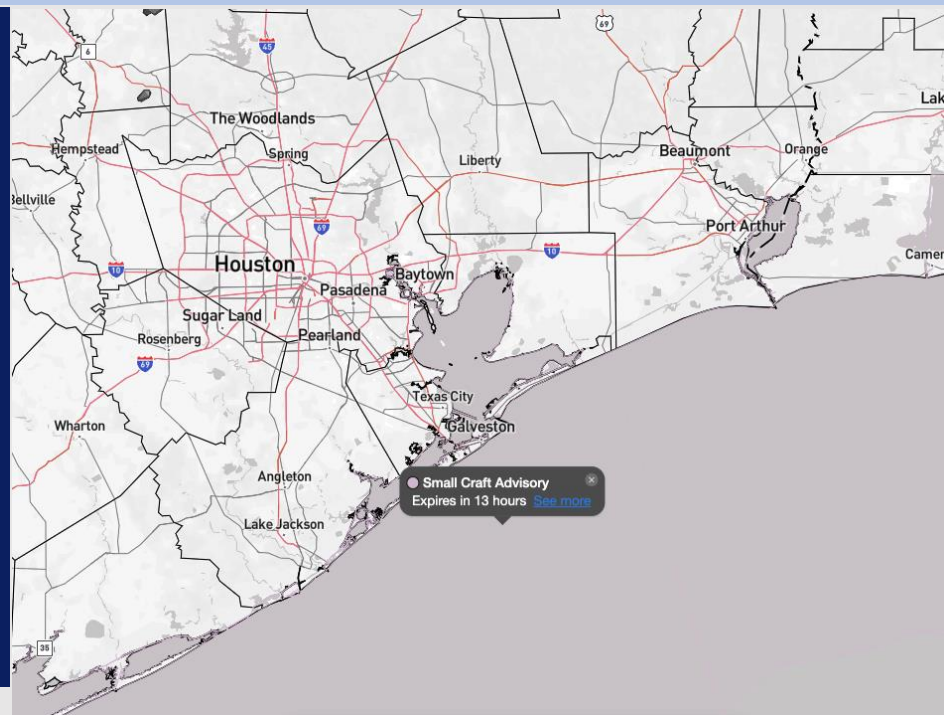 69
6
45
The Woodlands
Lak
Hempstead
Spring
Liberty
Beaumont
Orange
Bellville
69
Port Arthur
10
Houston
10
Baytown
Camer
Pasadena
Sugar Land
Rosenberg
Pearland
69
Texas City
Wharton
Galveston
Angleton
Small Craft Advisory
Expires in 13 hours See more
Lake Jackson
35